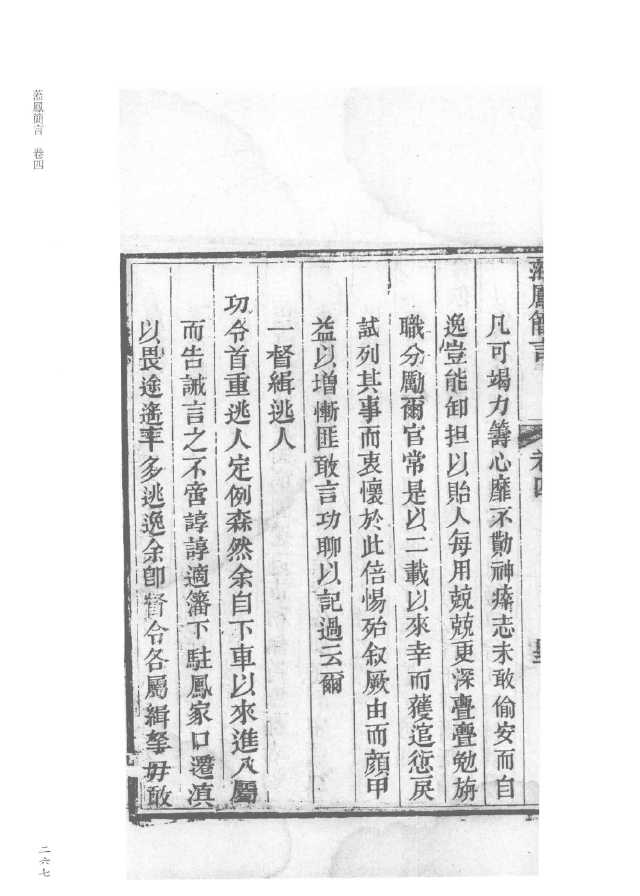 蒞鳳簡言 卷四
蒞鳳簡言
卷四
凡可竭力籌心靡不勩神瘁志未敢偷安而自
逸豈能卸担以貽人每用兢兢更深亹亹勉旃
職分勵爾官常是以二載以來幸而獲逭愆戾
試列其事而衷懷於此倍惕殆叙厥由而顔甲
益以增慚匪敢言功聊以記過云爾
一督緝逃人
功令首重逃人定例森然余自下車以來進八屬
而告誡言之不啻諄諄適藩下駐鳳家口遷滇
以畏途遙率多逃逸余卽督令各屬緝拏毋敢
二六七